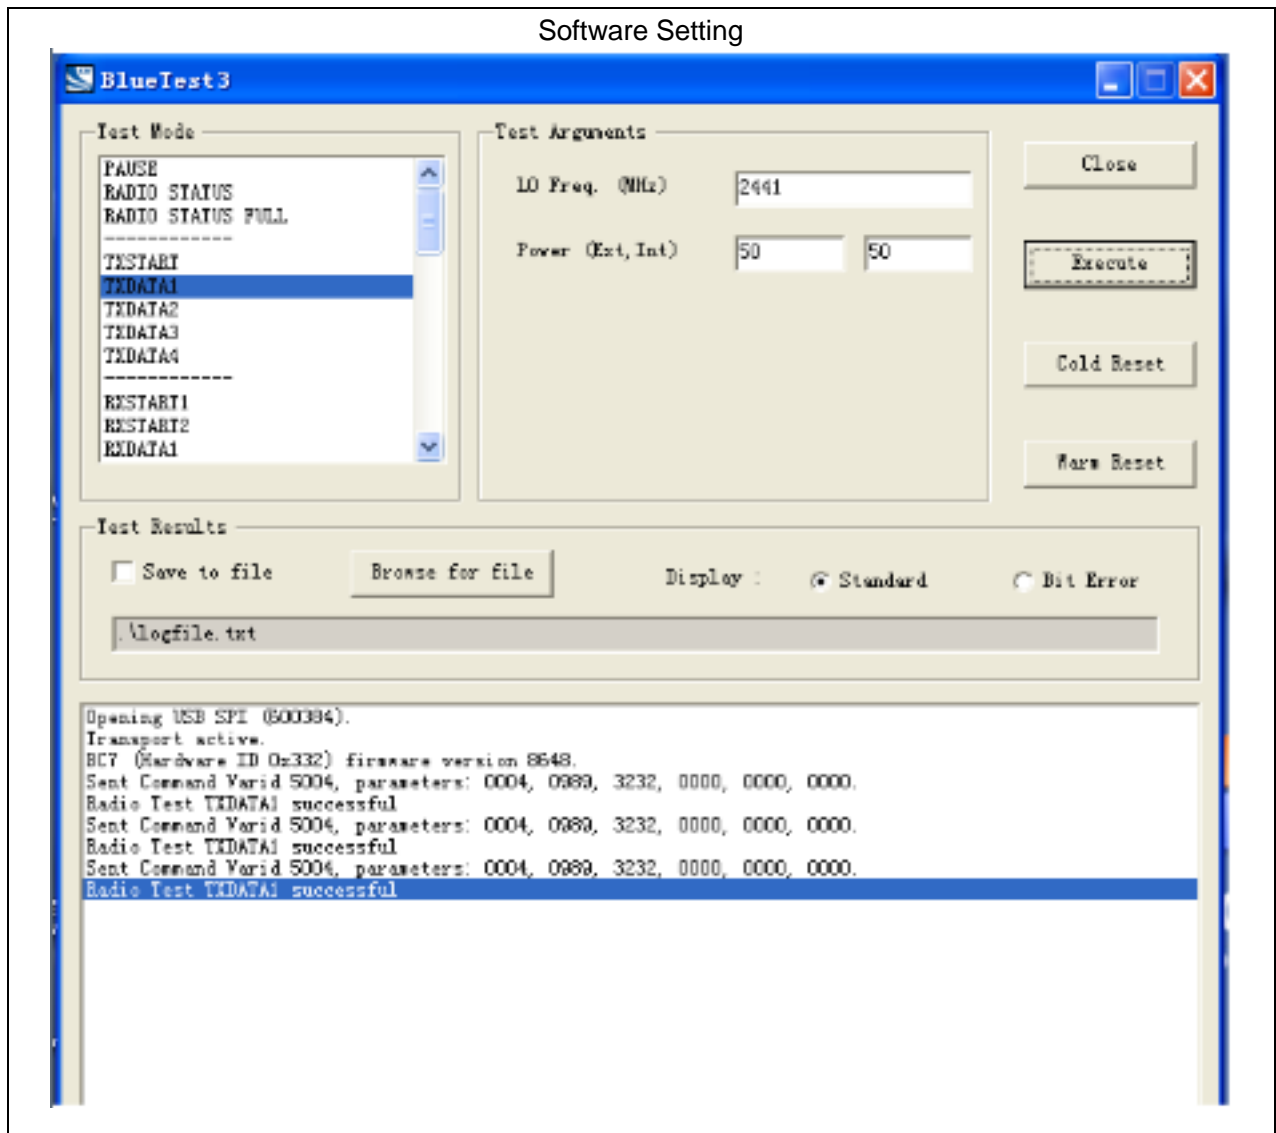 Software Setting
BlueTest3
Test Mode
PAUSE
RADIO STATUS
RADIO STATUS FULL
------------
TXSTART
TXDATA1
TXDATA2
TXDATA3
TXDATA4
------------
RXSTART1
RXSTART2
RXDATA1
Test Arguments
LO Freq. (MHz)
2441
Power (Ext,Int)
50
50
Close
Execute
Cold Reset
Warm Reset
Test Results
Save to file
Browse for file
Display :
Standard
Bit Error
.\logfile.txt
Opening USB SPI (600384).
Transport active.
BC7 (Hardware ID 0x332) firmware version 8648.
Sent Command Varid 5004, parameters: 0004, 0989, 3232, 0000, 0000, 0000.
Radio Test TXDATA1 successful
Sent Command Varid 5004, parameters: 0004, 0989, 3232, 0000, 0000, 0000.
Radio Test TXDATA1 successful
Sent Command Varid 5004, parameters: 0004, 0989, 3232, 0000, 0000, 0000.
Radio Test TXDATA1 successful